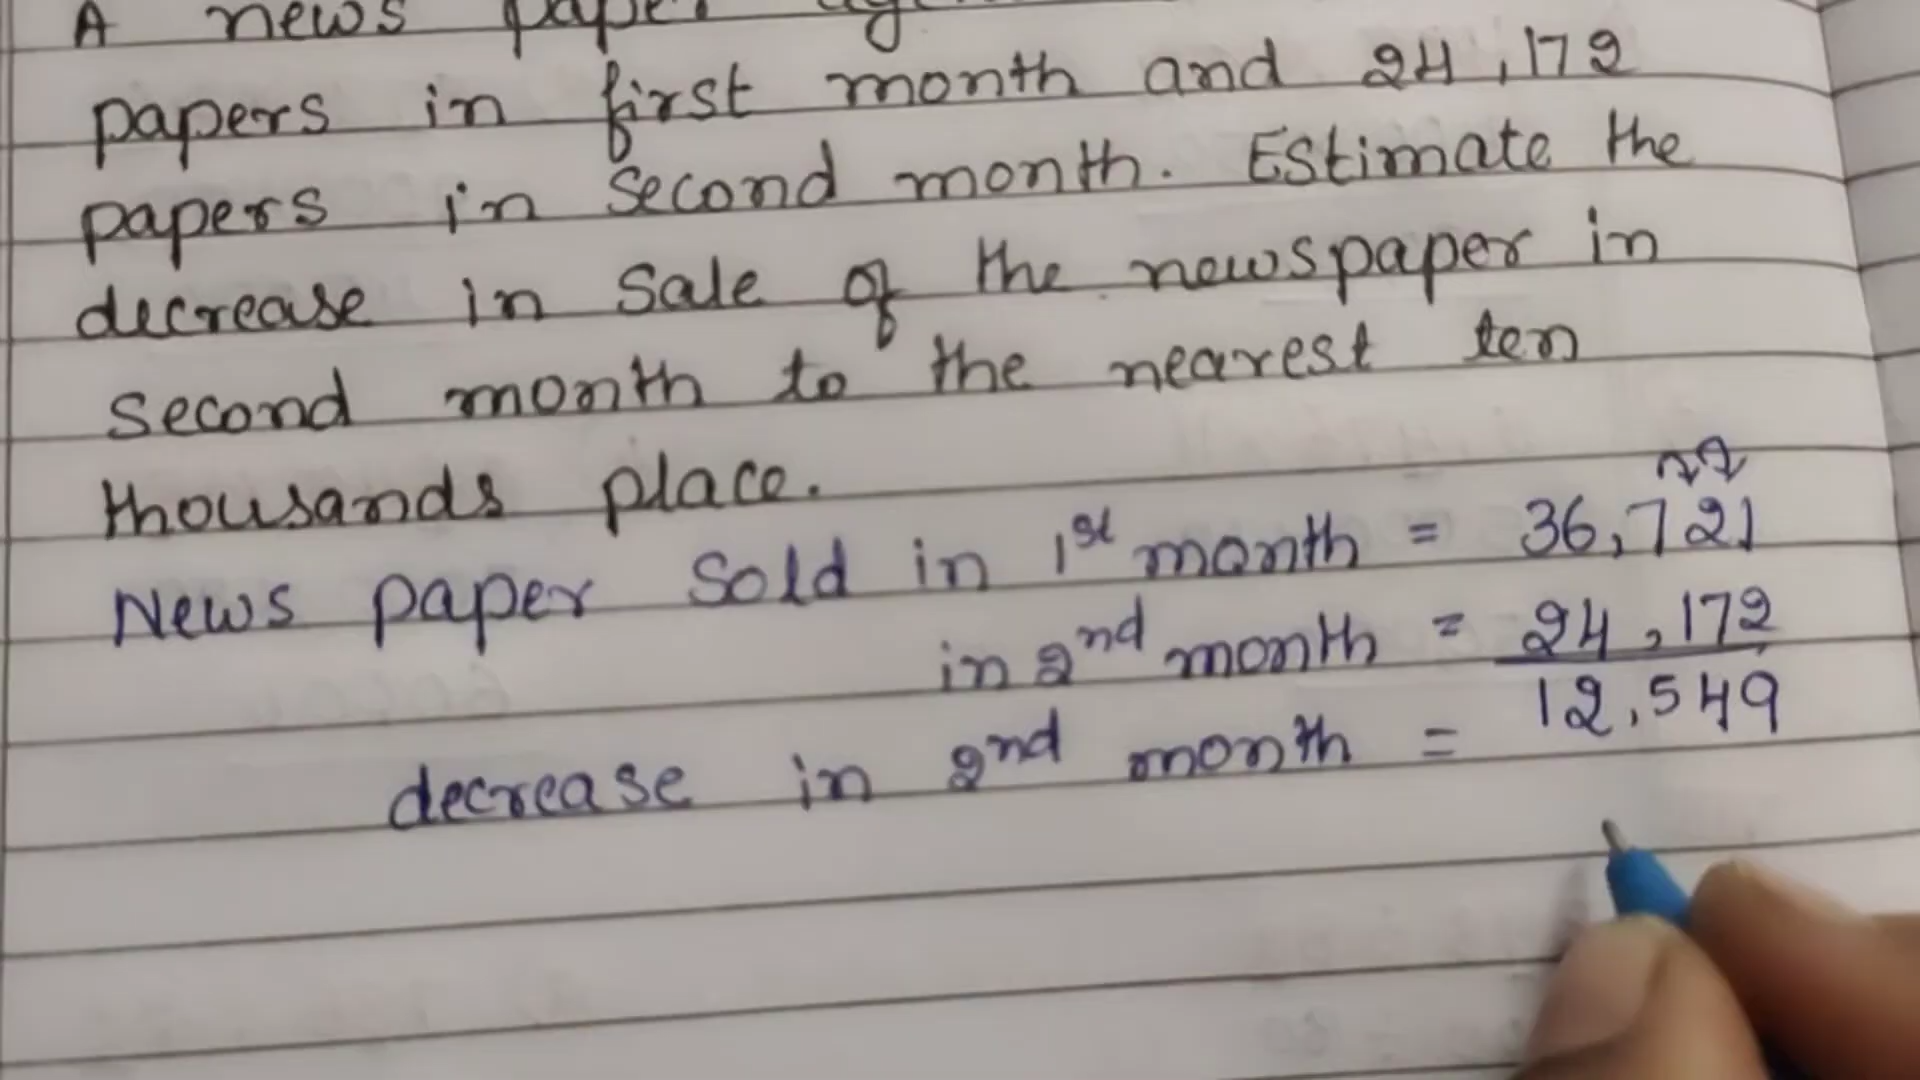 A news paper
papers in first month and 24,172
papers in second month. Estimate the
decrease in sale of the newspaper in
second month to the nearest ten
thousands place.
News paper sold in 1st month = 36,721
in 2nd month = 24,172
decrease in 2nd month = 12,549